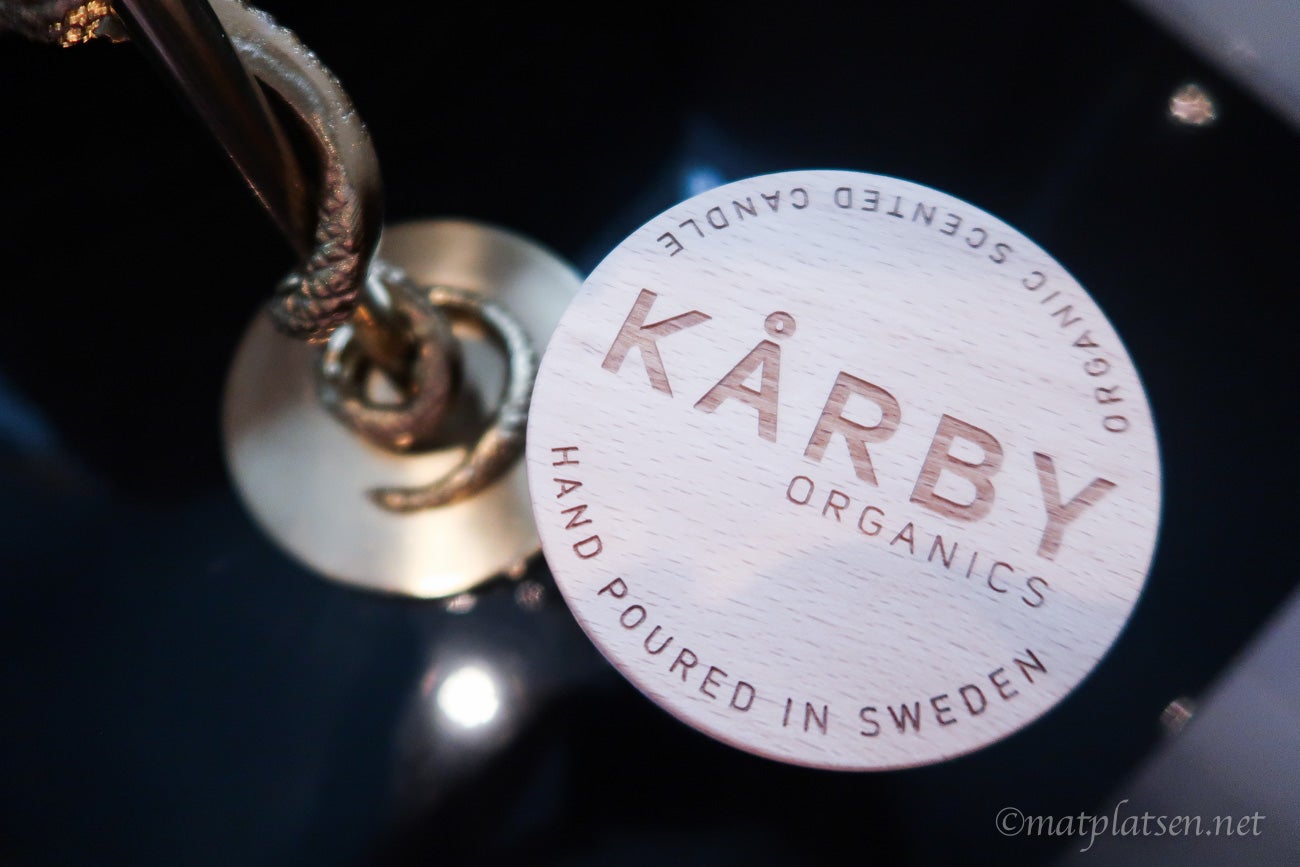 ORGANIC SCENTED CANDLE
KÅRBY
ORGANICS
HAND POURED IN SWEDEN
©matplatsen.net